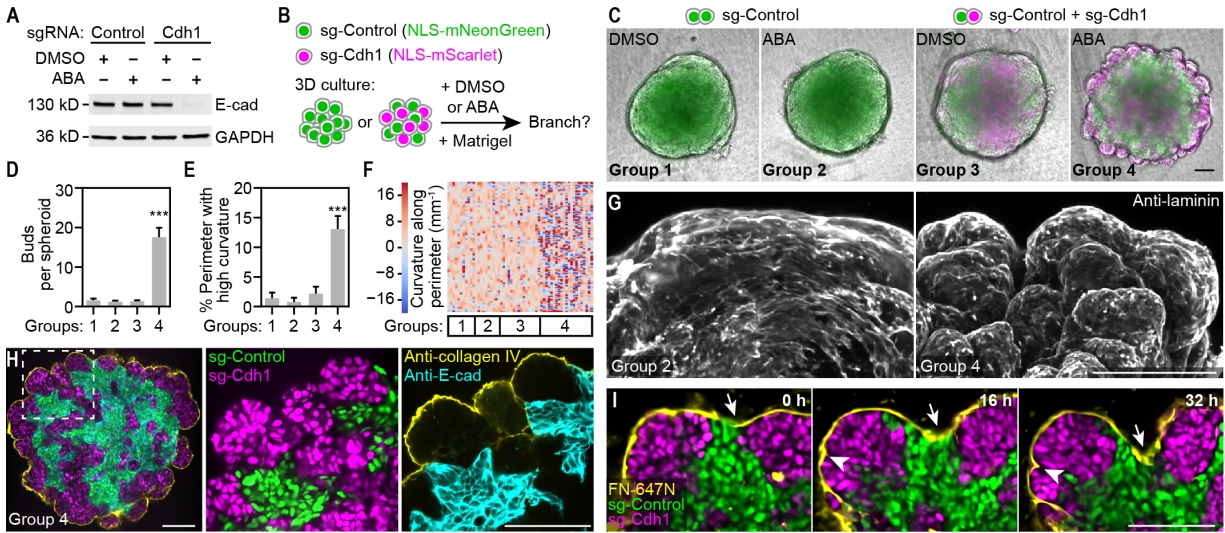 A
sgRNA: Control Cdh1
DMSO + – + –
ABA – + – +
130 kD E-cad
36 kD GAPDH
B
sg-Control (NLS-mNeonGreen)
sg-Cdh1 (NLS-mScarlet)
3D culture:
or
+ DMSO
or ABA
+ Matrigel
Branch?
C
sg-Control
sg-Control + sg-Cdh1
DMSO ABA DMSO ABA
Group 1 Group 2 Group 3 Group 4
D
Buds
per spheroid
30
20
10
0
***
Groups: 1 2 3 4
E
% Perimeter with
high curvature
20
15
10
5
0
***
Groups: 1 2 3 4
F
16
8
0
−8
−16
Curvature along
perimeter (mm-1)
Groups: 1 2 3 4
G
Anti-laminin
Group 2 Group 4
H
Group 4
sg-Control
sg-Cdh1
Anti-collagen IV
Anti-E-cad
I
0 h 16 h 32 h
FN-647N
sg-Control
sg-Cdh1